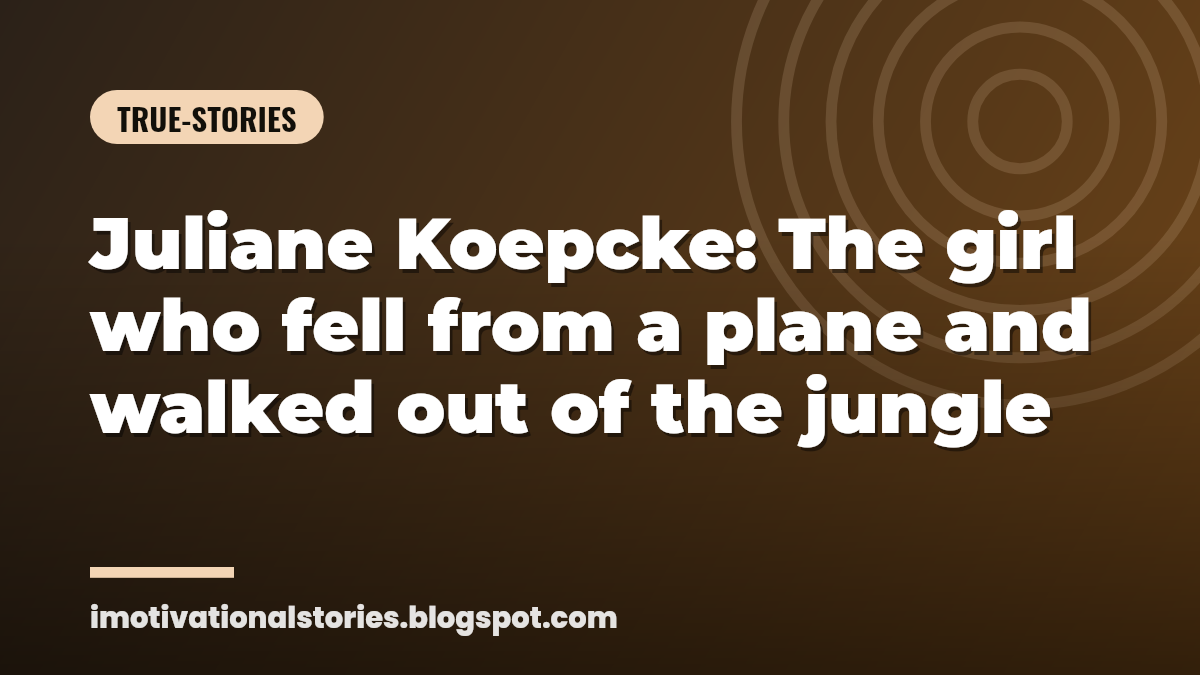 TRUE-STORIES
Juliane Koepcke: The girl
who fell from a plane and
walked out of the jungle
imotivationalstories.blogspot.com